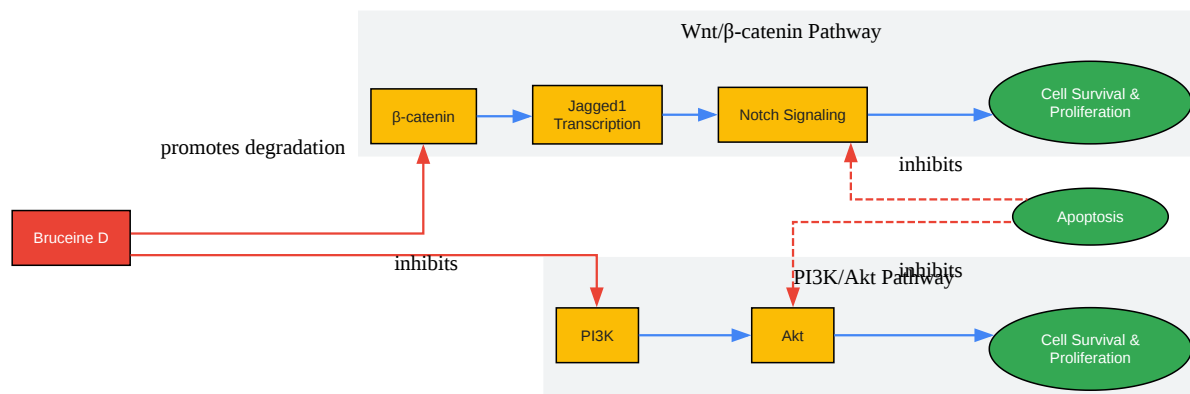 Wnt/β-catenin Pathway
β-catenin
Jagged1
Transcription
Notch Signaling
Cell Survival &
Proliferation
promotes degradation
inhibits
Bruceine D
Apoptosis
inhibits
inhibits
PI3K/Akt Pathway
PI3K
Akt
Cell Survival &
Proliferation